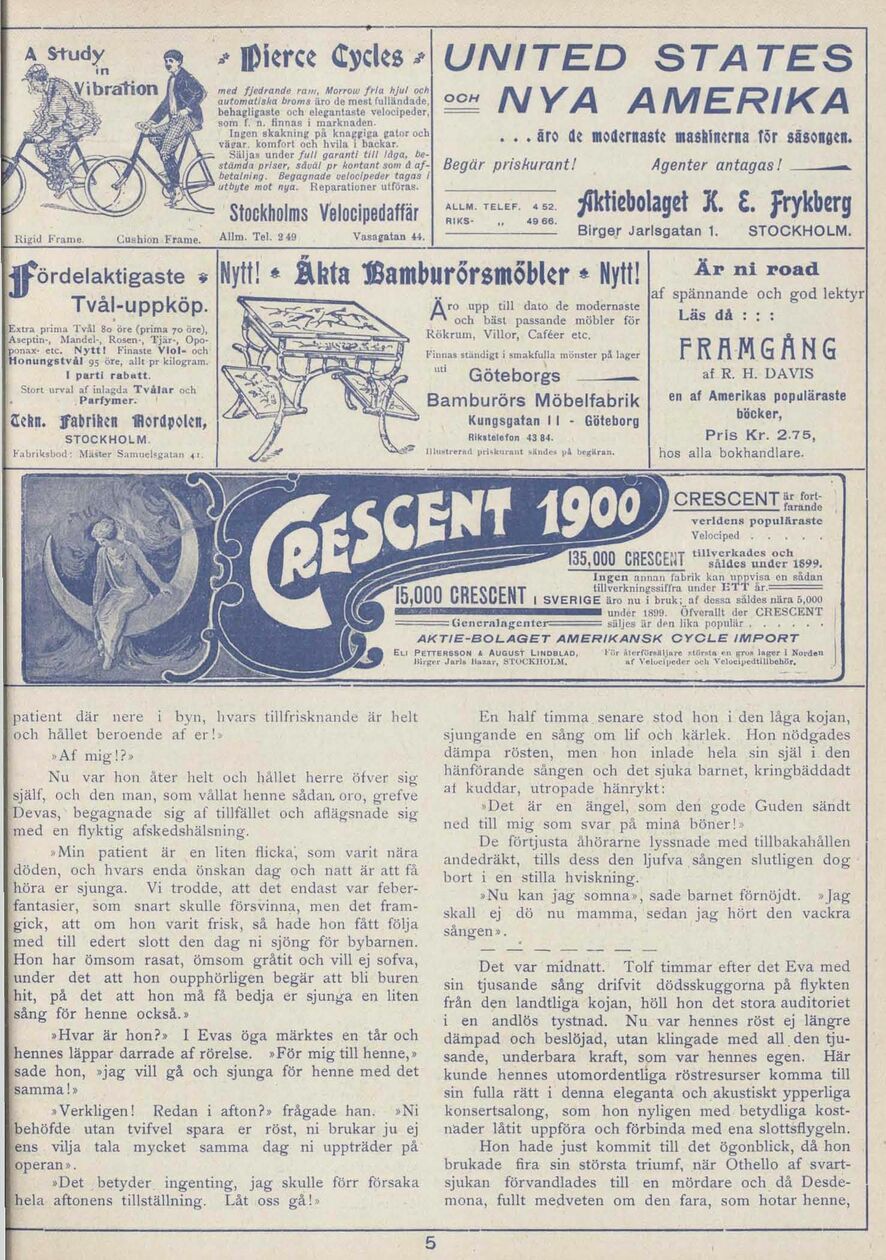 A Study
in
Vibration
Rigid Frame. Cushion Frame.
Pierce Cycles
med fjedrande ram, Morrow fria hjul och
automatiska broms äro de mest fulländade,
behagligaste och elegantaste velocipeder,
som f. n. finnas i marknaden.
Ingen skakning på knaggiga gator och
vägar, komfort och hvila i backar.
Säljas under full garanti till låga, be-
stämda priser, såväl pr kontant som å af-
betalning. Begagnade velocipeder tagas i
utbyte mot nya. Reparationer utföras.
Stockholms Velocipedaffär
Allm. Tel. 2 49 Vasagatan 44.
UNITED STATES
OCH NYA AMERIKA
. . . äro de modernaste maskinerna för säsongen.
Begär priskurant! Agenter antagas!
ALLM. TELEF. 4 52.
RIKS- „ 49 66.
Aktiebolaget K. E. Frykberg
Birger Jarlsgatan 1. STOCKHOLM.
Fördelaktigaste
Tvål-uppköp.
Extra prima Tvål 80 öre (prima 70 öre),
Aseptin-, Mandel-, Rosen-, Tjär-, Opo-
ponax- etc. Nytt! Finaste Viol- och
Honungstvål 95 öre, allt pr kilogram.
I parti rabatt.
Stort urval af inlagda Tvålar och
Parfymer.
Tekn. Fabriken Nordpolen,
STOCKHOLM.
Fabriksbod: Mäster Samuelsgatan 41.
Nytt! * Äkta Bamburörsmöbler * Nytt!
Äro upp till dato de modernaste
och bäst passande möbler för
Rökrum, Villor, Caféer etc.
Finnas ständigt i smakfulla mönster på lager
uti
Göteborgs
Bamburörs Möbelfabrik
Kungsgatan 11 - Göteborg
Rikstelefon 43 84.
Illustrerad priskurant sändes på begäran.
Är ni road
af spännande och god lektyr
Läs då : : :
FRAMGÅNG
af R. H. DAVIS
en af Amerikas populäraste
böcker,
Pris Kr. 2.75,
hos alla bokhandlare.
CRESCENT 1900
CRESCENT är fort-
farande
verldens populäraste
Velociped . . . . .
135,000 CRESCENT tillverkades och
såldes under 1899.
Ingen annan fabrik kan uppvisa en sådan
tillverkningssiffra under ETT år.
15,000 CRESCENT I SVERIGE äro nu i bruk; af dessa såldes nära 5,000
under 1899. Öfverallt der CRESCENT
Generalagenter säljes är den lika populär . . . . . .
AKTIE-BOLAGET AMERIKANSK CYCLE IMPORT
ELI PETTERSSON & AUGUST LINDBLAD,
Birger Jarls Bazar, STOCKHOLM.
För återförsäljare största en gros lager i Norden
af Velocipeder och Velocipedtillbehör.
patient där nere i byn, hvars tillfrisknande är helt
och hållet beroende af er!»
»Af mig!?»
Nu var hon åter helt och hållet herre öfver sig
själf, och den man, som vållat henne sådan oro, grefve
Devas, begagnade sig af tillfället och aflägsnade sig
med en flyktig afskedshälsning.
»Min patient är en liten flicka, som varit nära
döden, och hvars enda önskan dag och natt är att få
höra er sjunga. Vi trodde, att det endast var feber-
fantasier, som snart skulle försvinna, men det fram-
gick, att om hon varit frisk, så hade hon fått följa
med till edert slott den dag ni sjöng för bybarnen.
Hon har ömsom rasat, ömsom gråtit och vill ej sofva,
under det att hon oupphörligen begär att bli buren
hit, på det att hon må få bedja er sjunga en liten
sång för henne också.»
»Hvar är hon?» I Evas öga märktes en tår och
hennes läppar darrade af rörelse. »För mig till henne,»
sade hon, »jag vill gå och sjunga för henne med det
samma!»
»Verkligen! Redan i afton?» frågade han. »Ni
behöfde utan tvifvel spara er röst, ni brukar ju ej
ens vilja tala mycket samma dag ni uppträder på
operan».
»Det betyder ingenting, jag skulle förr försaka
hela aftonens tillställning. Låt oss gå!»
En half timma senare stod hon i den låga kojan,
sjungande en sång om lif och kärlek. Hon nödgades
dämpa rösten, men hon inlade hela sin själ i den
hänförande sången och det sjuka barnet, kringbäddadt
af kuddar, utropade hänrykt:
»Det är en ängel, som den gode Guden sändt
ned till mig som svar på mina böner!»
De förtjusta åhörarne lyssnade med tillbakahållen
andedräkt, tills dess den ljufva sången slutligen dog
bort i en stilla hviskning.
»Nu kan jag somna», sade barnet förnöjdt. »Jag
skall ej dö nu mamma, sedan jag hört den vackra
sången».
— — — — — — —
Det var midnatt. Tolf timmar efter det Eva med
sin tjusande sång drifvit dödsskuggorna på flykten
från den landtliga kojan, höll hon det stora auditoriet
i en andlös tystnad. Nu var hennes röst ej längre
dämpad och beslöjad, utan klingade med all den tju-
sande, underbara kraft, som var hennes egen. Här
kunde hennes utomordentliga röstresurser komma till
sin fulla rätt i denna eleganta och akustiskt ypperliga
konsertsalong, som hon nyligen med betydliga kost-
nader låtit uppföra och förbinda med ena slottsflygeln.
Hon hade just kommit till det ögonblick, då hon
brukade fira sin största triumf, när Othello af svart-
sjukan förvandlades till en mördare och då Desde-
mona, fullt medveten om den fara, som hotar henne,
5